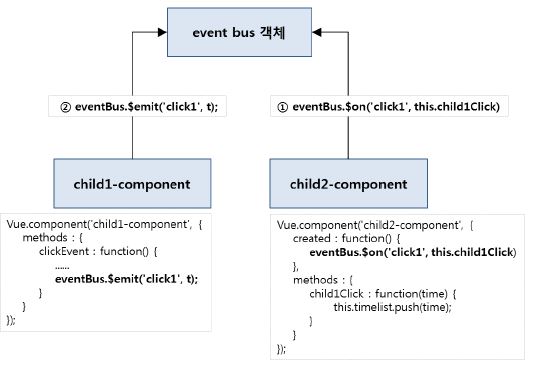 event bus 객체
② eventBus.$emit('click1', t);
① eventBus.$on('click1', this.child1Click)
child1-component
child2-component
Vue.component('child1-component', {
methods : {
clickEvent : function() {
......
eventBus.$emit('click1', t);
}
}
});
Vue.component('child2-component', {
created : function() {
eventBus.$on('click1', this.child1Click)
},
methods : {
child1Click : function(time) {
this.timelist.push(time);
}
}
});